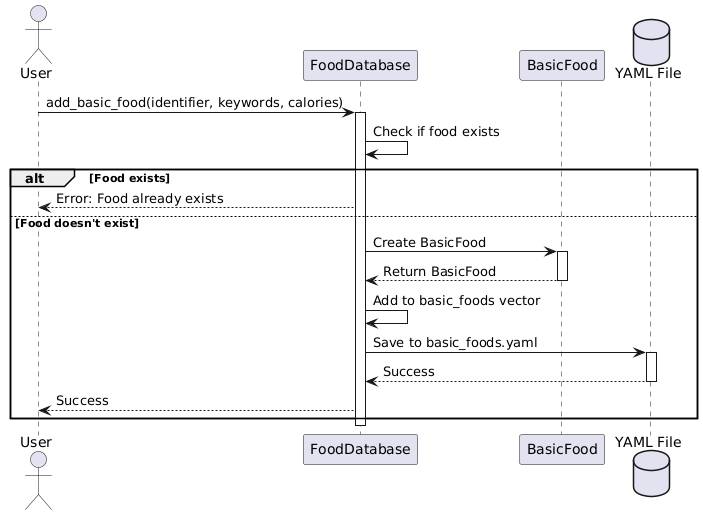 User
FoodDatabase
BasicFood
YAML File
add_basic_food(identifier, keywords, calories)
Check if food exists
alt
[Food exists]
Error: Food already exists
[Food doesn't exist]
Create BasicFood
Return BasicFood
Add to basic_foods vector
Save to basic_foods.yaml
Success
Success
User
FoodDatabase
BasicFood
YAML File